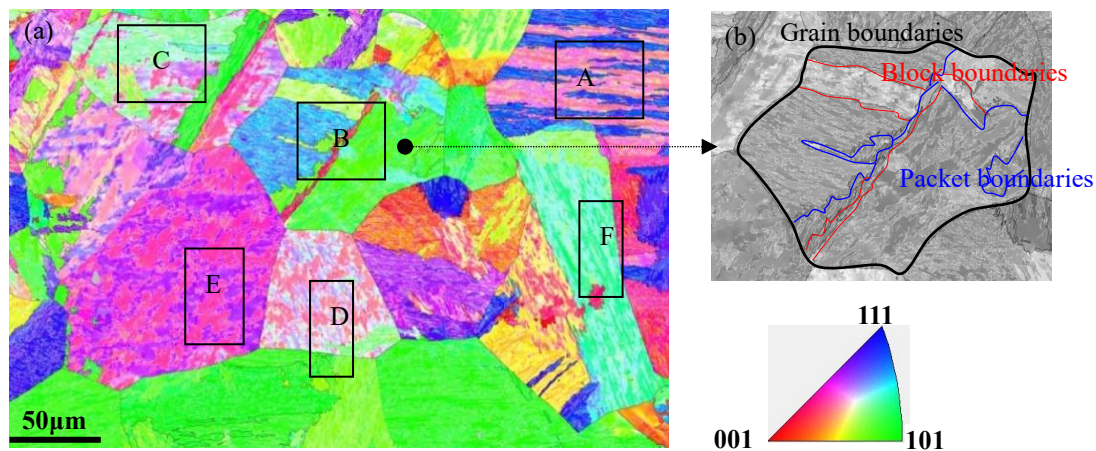 (a)
C
A
B
F
E
D
50μm
(b)
Grain boundaries
Block boundaries
Packet boundaries
111
001
101